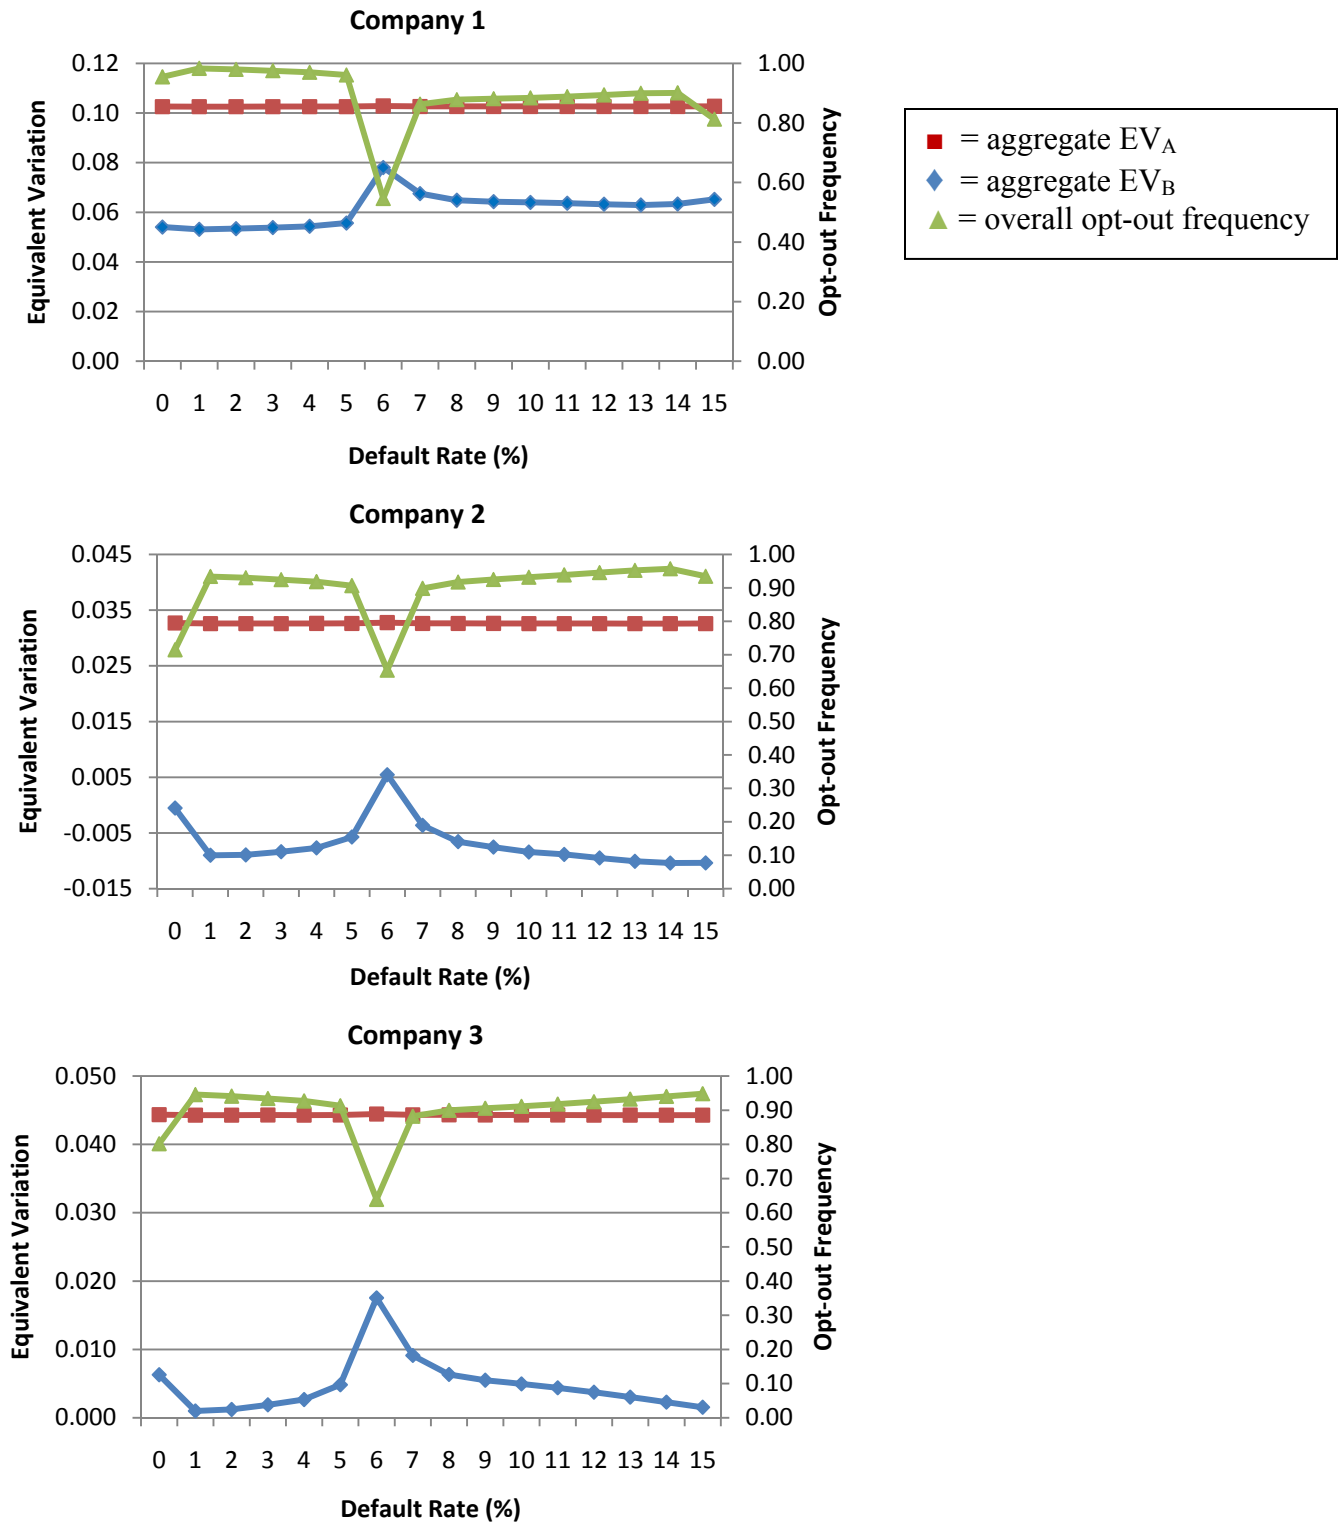 Company 1
Equivalent Variation
0.12
0.10
0.08
0.06
0.04
0.02
0.00
1.00
0.80
0.60
0.40
0.20
0.00
Opt-out Frequency
0 1 2 3 4 5 6 7 8 9 10 11 12 13 14 15
Default Rate (%)
= aggregate EVA
= aggregate EVB
= overall opt-out frequency
Company 2
Equivalent Variation
0.045
0.035
0.025
0.015
0.005
-0.005
-0.015
1.00
0.90
0.80
0.70
0.60
0.50
0.40
0.30
0.20
0.10
0.00
Opt-out Frequency
0 1 2 3 4 5 6 7 8 9 10 11 12 13 14 15
Default Rate (%)
Company 3
Equivalent Variation
0.050
0.040
0.030
0.020
0.010
0.000
1.00
0.90
0.80
0.70
0.60
0.50
0.40
0.30
0.20
0.10
0.00
Opt-out Frequency
0 1 2 3 4 5 6 7 8 9 10 11 12 13 14 15
Default Rate (%)